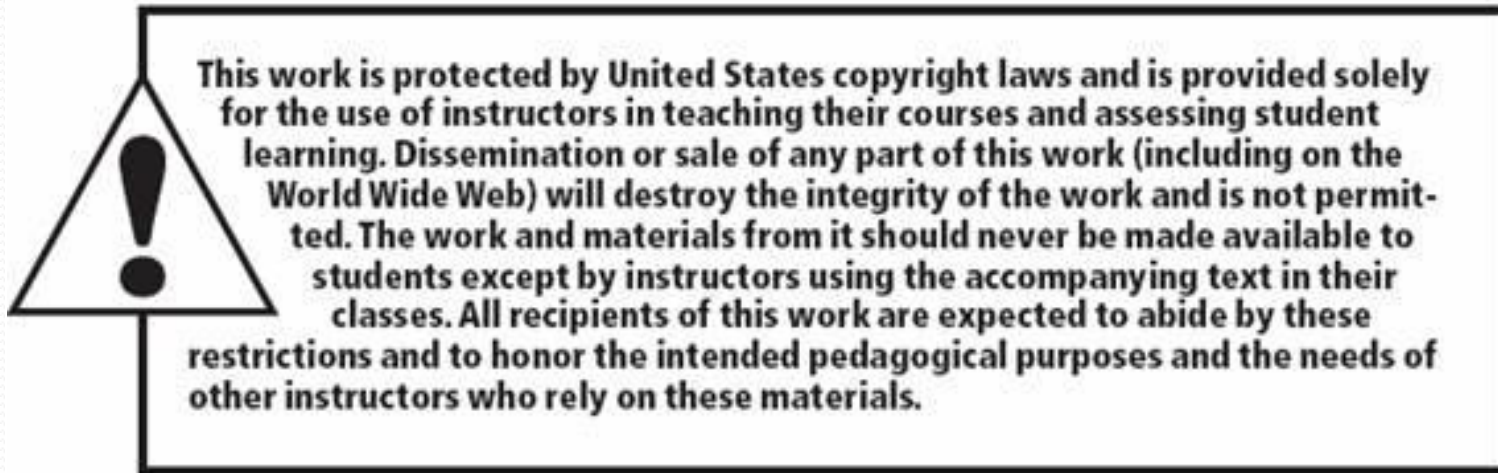 This work is protected by United States copyright laws and is provided solely
for the use of instructors in teaching their courses and assessing student
learning. Dissemination or sale of any part of this work (including on the
World Wide Web) will destroy the integrity of the work and is not permit-
ted. The work and materials from it should never be made available to
students except by instructors using the accompanying text in their
classes. All recipients of this work are expected to abide by these
restrictions and to honor the intended pedagogical purposes and the needs of
other instructors who rely on these materials.